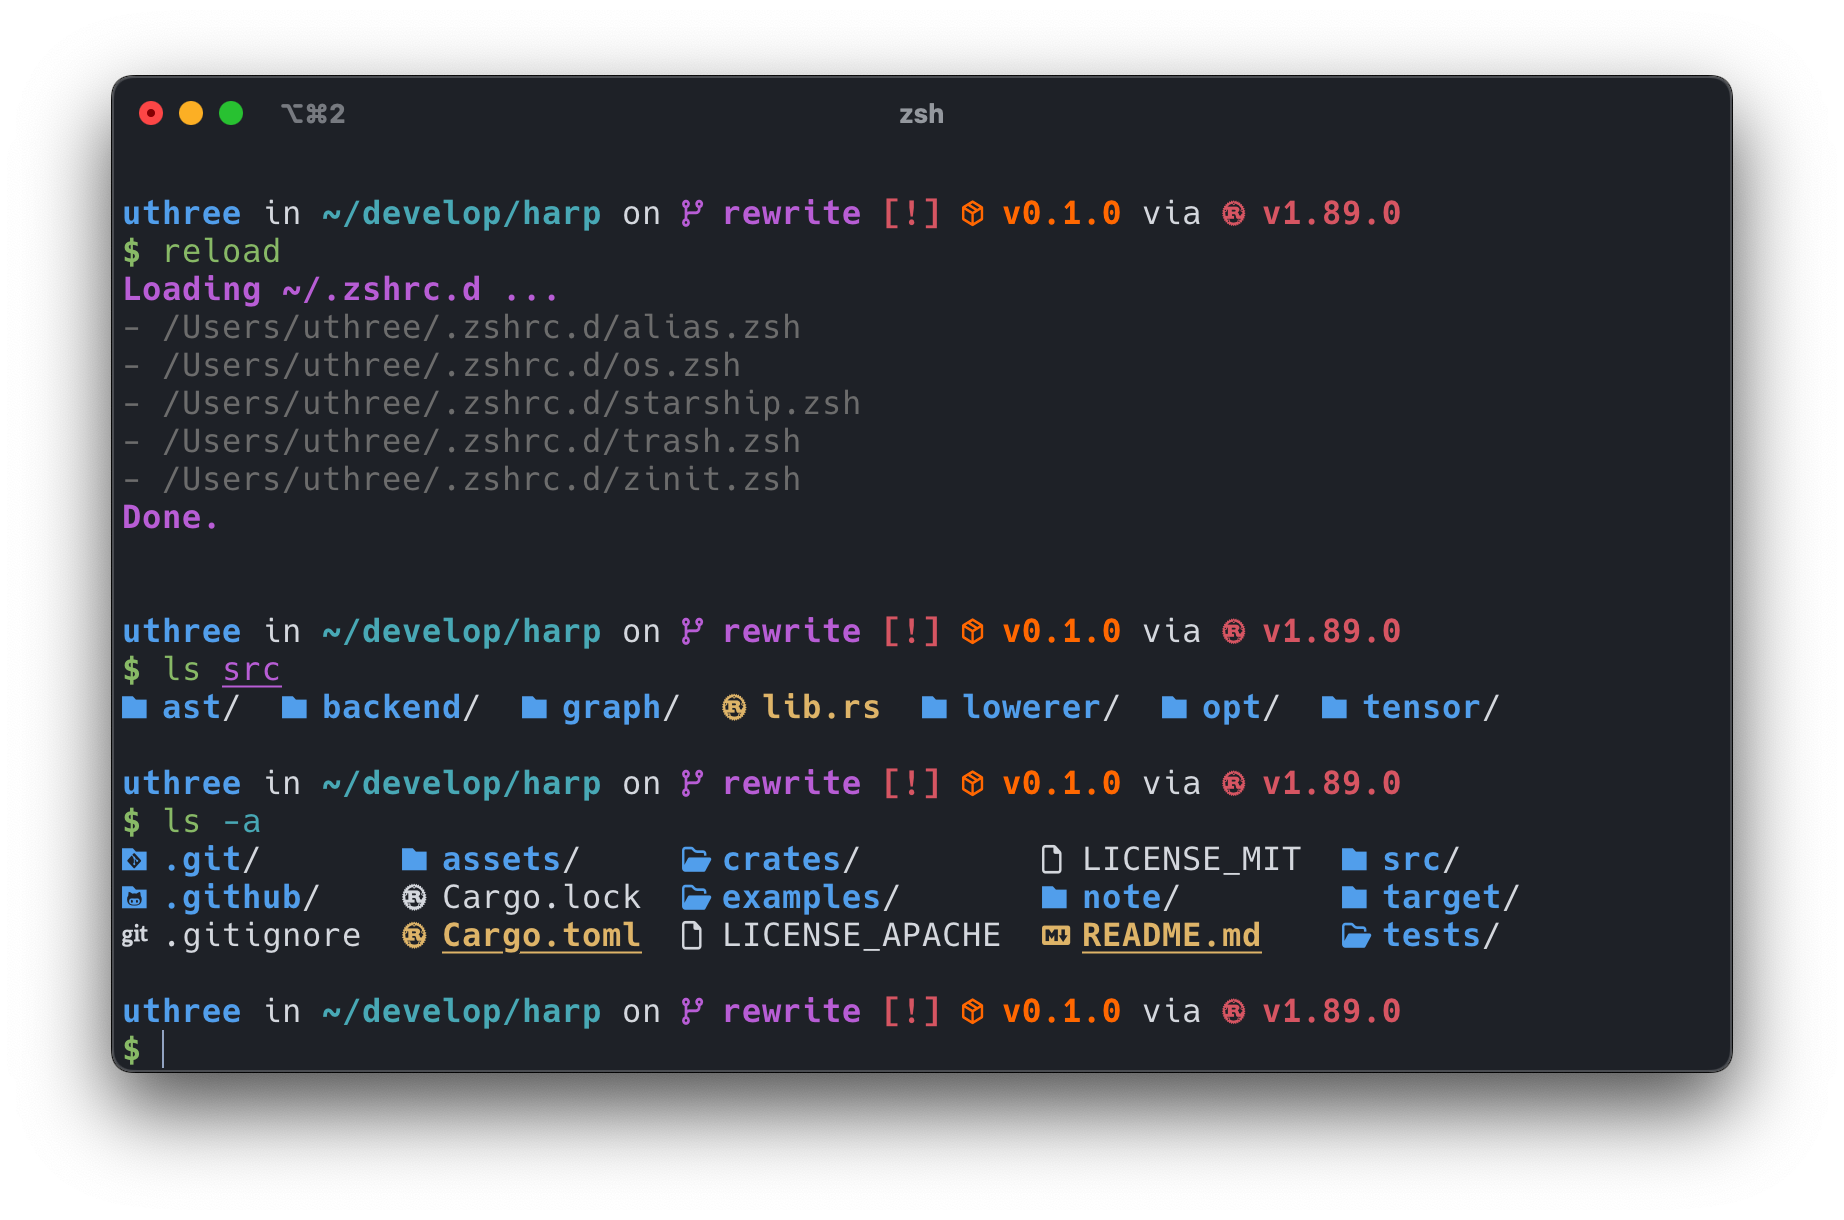 ⌥⌘2 zsh
uthree in ~/develop/harp on rewrite [!] v0.1.0 via v1.89.0
$ reload
Loading ~/.zshrc.d ...
- /Users/uthree/.zshrc.d/alias.zsh
- /Users/uthree/.zshrc.d/os.zsh
- /Users/uthree/.zshrc.d/starship.zsh
- /Users/uthree/.zshrc.d/trash.zsh
- /Users/uthree/.zshrc.d/zinit.zsh
Done.
uthree in ~/develop/harp on rewrite [!] v0.1.0 via v1.89.0
$ ls src
ast/ backend/ graph/ lib.rs lowerer/ opt/ tensor/
uthree in ~/develop/harp on rewrite [!] v0.1.0 via v1.89.0
$ ls -a
.git/ assets/ crates/ LICENSE_MIT src/
.github/ Cargo.lock examples/ note/ target/
git .gitignore Cargo.toml LICENSE_APACHE README.md tests/
uthree in ~/develop/harp on rewrite [!] v0.1.0 via v1.89.0
$